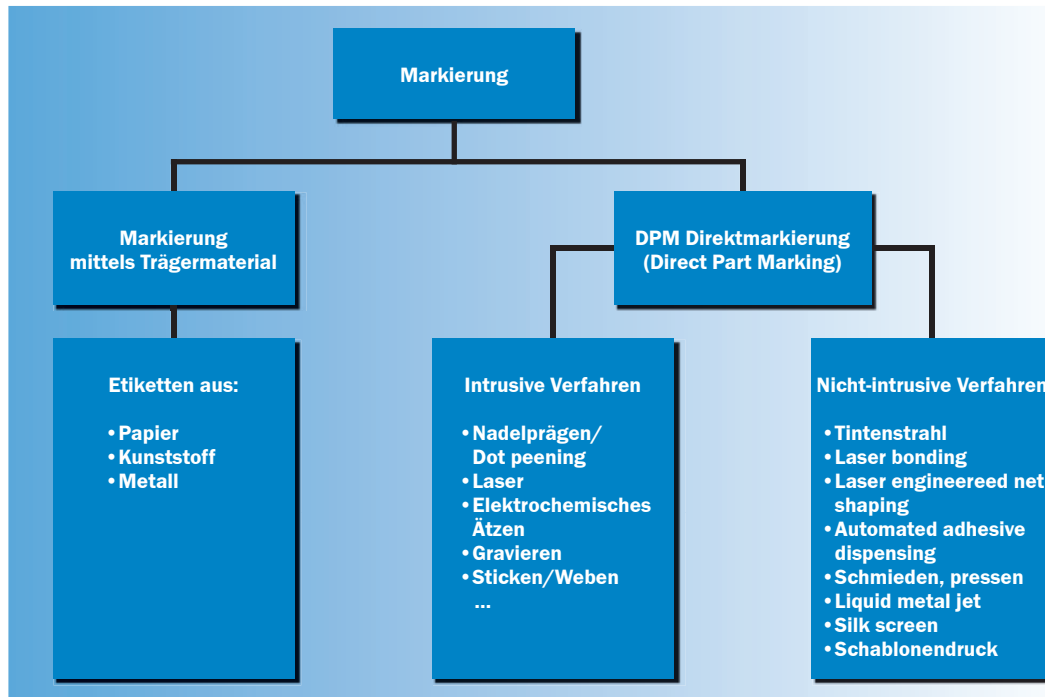 Markierung
Markierung
mittels Trägermaterial
DPM Direktmarkierung
(Direct Part Marking)
Etiketten aus:
• Papier
• Kunststoff
• Metall
Intrusive Verfahren
• Nadelprägen/
Dot peening
• Laser
• Elektrochemisches
Ätzen
• Gravieren
• Sticken/Weben
...
Nicht-intrusive Verfahren
• Tintenstrahl
• Laser bonding
• Laser engineereed net
shaping
• Automated adhesive
dispensing
• Schmieden, pressen
• Liquid metal jet
• Silk screen
• Schablonendruck